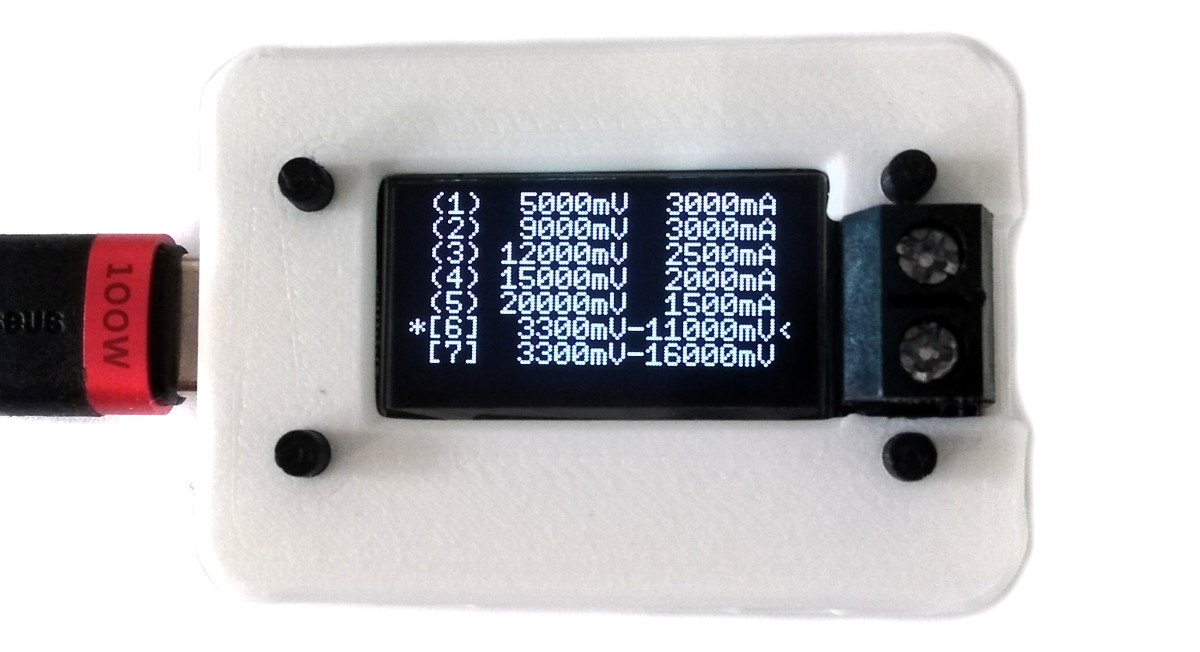 (1) 5000mV 3000mA
(2) 9000mV 3000mA
(3) 12000mV 2500mA
(4) 15000mV 2000mA
(5) 20000mV 1500mA
*[6] 3300mV-11000mV<
[7] 3300mV-16000mV
100W